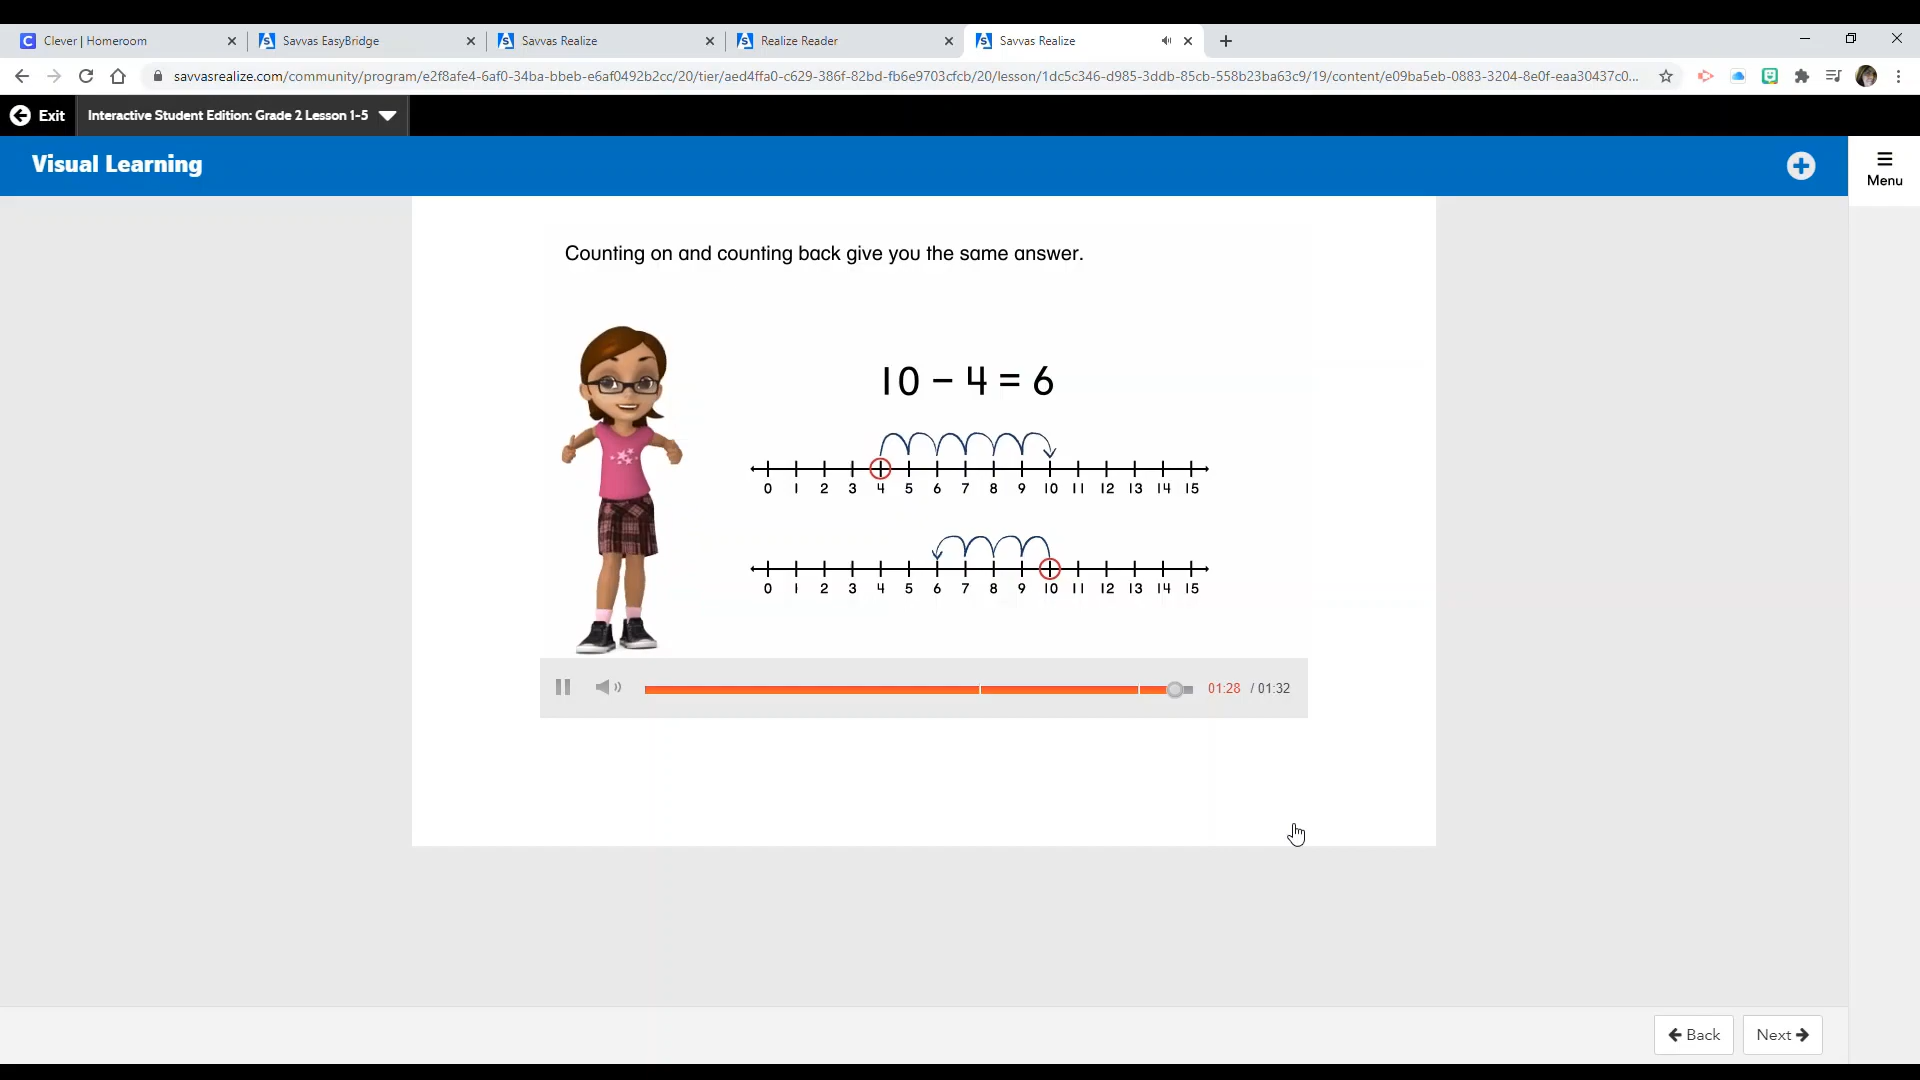 Clever | Homeroom
Savvas EasyBridge
Savvas Realize
Realize Reader
Savvas Realize
savvasrealize.com/community/program/e2f8afe4-6af0-34ba-bbeb-e6af0492b2cc/20/tier/aed4ffa0-c629-386f-82bd-fb6e9703cfcb/20/lesson/1dc5c346-d985-3ddb-85cb-558b23ba63c9/19/content/e09ba5eb-0883-3204-8e0f-eaa30437c0...
Exit
Interactive Student Edition: Grade 2 Lesson 1-5
Visual Learning
Menu
Counting on and counting back give you the same answer.
10 − 4 = 6
0 1 2 3 4 5 6 7 8 9 10 11 12 13 14 15
0 1 2 3 4 5 6 7 8 9 10 11 12 13 14 15
01:28 / 01:32
Back
Next